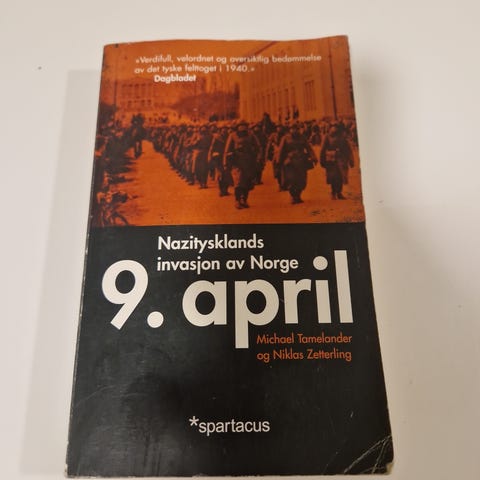 »Verdifull, velordnet og oversiktlig bedømmelse
av det tyske felttoget i 1940.«
Dagbladet
Nazitysklands
invasjon av Norge
9. april
Michael Tamelander
og Niklas Zetterling
*spartacus